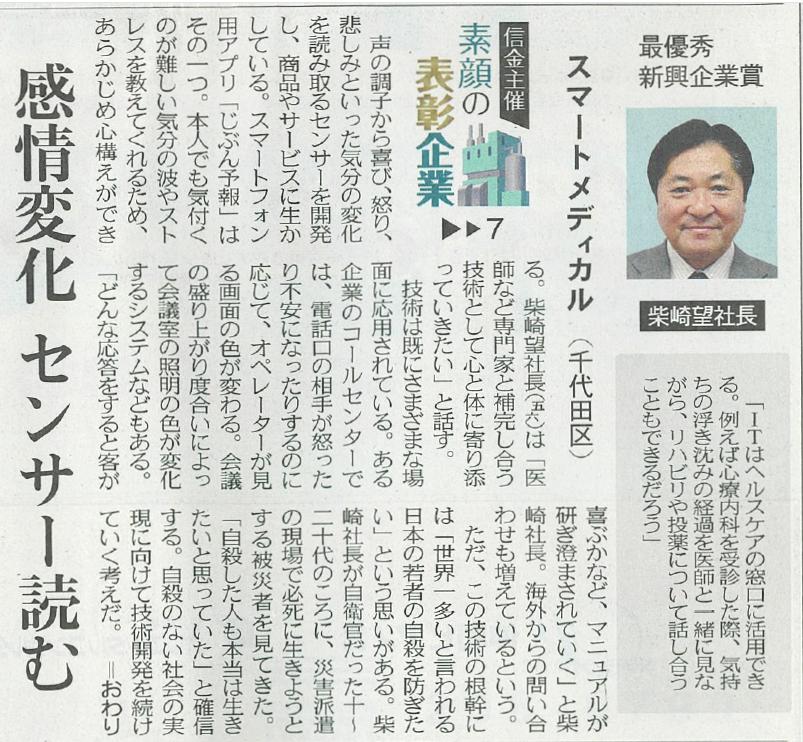 最優秀
新興企業賞
柴崎望社長
スマートメディカル(千代田区)
信金主催
素顔の
表彰企業
▶▶7
感情変化 センサー読む
声の調子から喜び、怒り、
悲しみといった気分の変化
を読み取るセンサーを開発
し、商品やサービスに生か
している。スマートフォン
用アプリ「じぶん予報」は
その一つ。本人でも気付く
のが難しい気分の波やスト
レスを教えてくれるため、
あらかじめ心構えができ
る。柴崎望社長(五六)は「医
師など専門家と補完し合う
技術として心と体に寄り添
っていきたい」と話す。
技術は既にさまざまな場
面に応用されている。ある
企業のコールセンターで
は、電話口の相手が怒った
り不安になったりするのに
応じて、オペレーターが見
る画面の色が変わる。会議
の盛り上がり度合いによっ
て会議室の照明の色が変化
するシステムなどもある。
「どんな応答をすると客が
喜ぶかなど、マニュアルが
研ぎ澄まされていく」と柴
崎社長。海外からの問い合
わせも増えているという。
ただ、この技術の根幹に
は「世界一多いと言われる
日本の若者の自殺を防ぎた
い」という思いがある。柴
崎社長が自衛官だった十～
二十代のころに、災害派遣
の現場で必死に生きようと
する被災者を見てきた。
「自殺した人も本当は生き
たいと思っていた」と確信
する。自殺のない社会の実
現に向けて技術開発を続け
ていく考えだ。 ＝おわり
「ITはヘルスケアの窓口に活用でき
る。例えば心療内科を受診した際、気持
ちの浮き沈みの経過を医師と一緒に見な
がら、リハビリや投薬について話し合う
こともできるだろう」